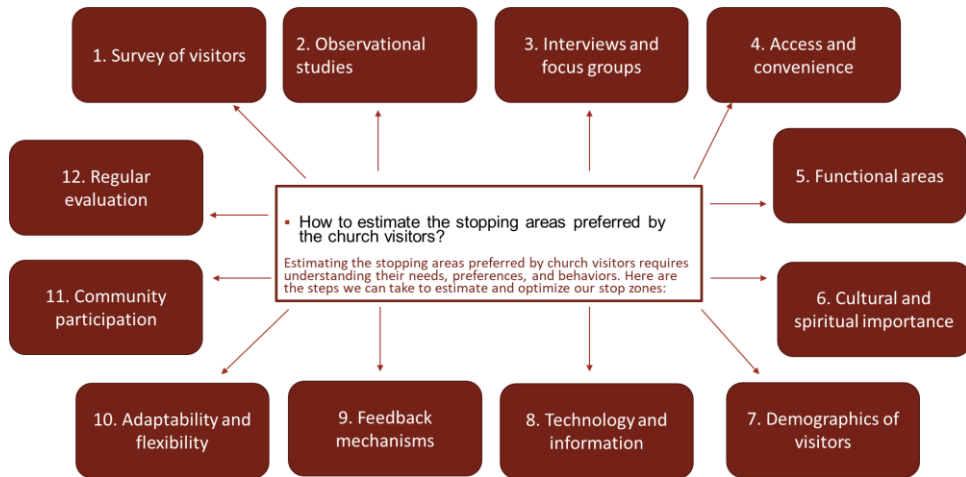 1. Survey of visitors
2. Observational
studies
3. Interviews and
focus groups
4. Access and
convenience
12. Regular
evaluation
▪ How to estimate the stopping areas preferred by
the church visitors?
Estimating the stopping areas preferred by church visitors requires
understanding their needs, preferences, and behaviors. Here are
the steps we can take to estimate and optimize our stop zones:
5. Functional areas
11. Community
participation
6. Cultural and
spiritual importance
10. Adaptability and
flexibility
9. Feedback
mechanisms
8. Technology and
information
7. Demographics of
visitors